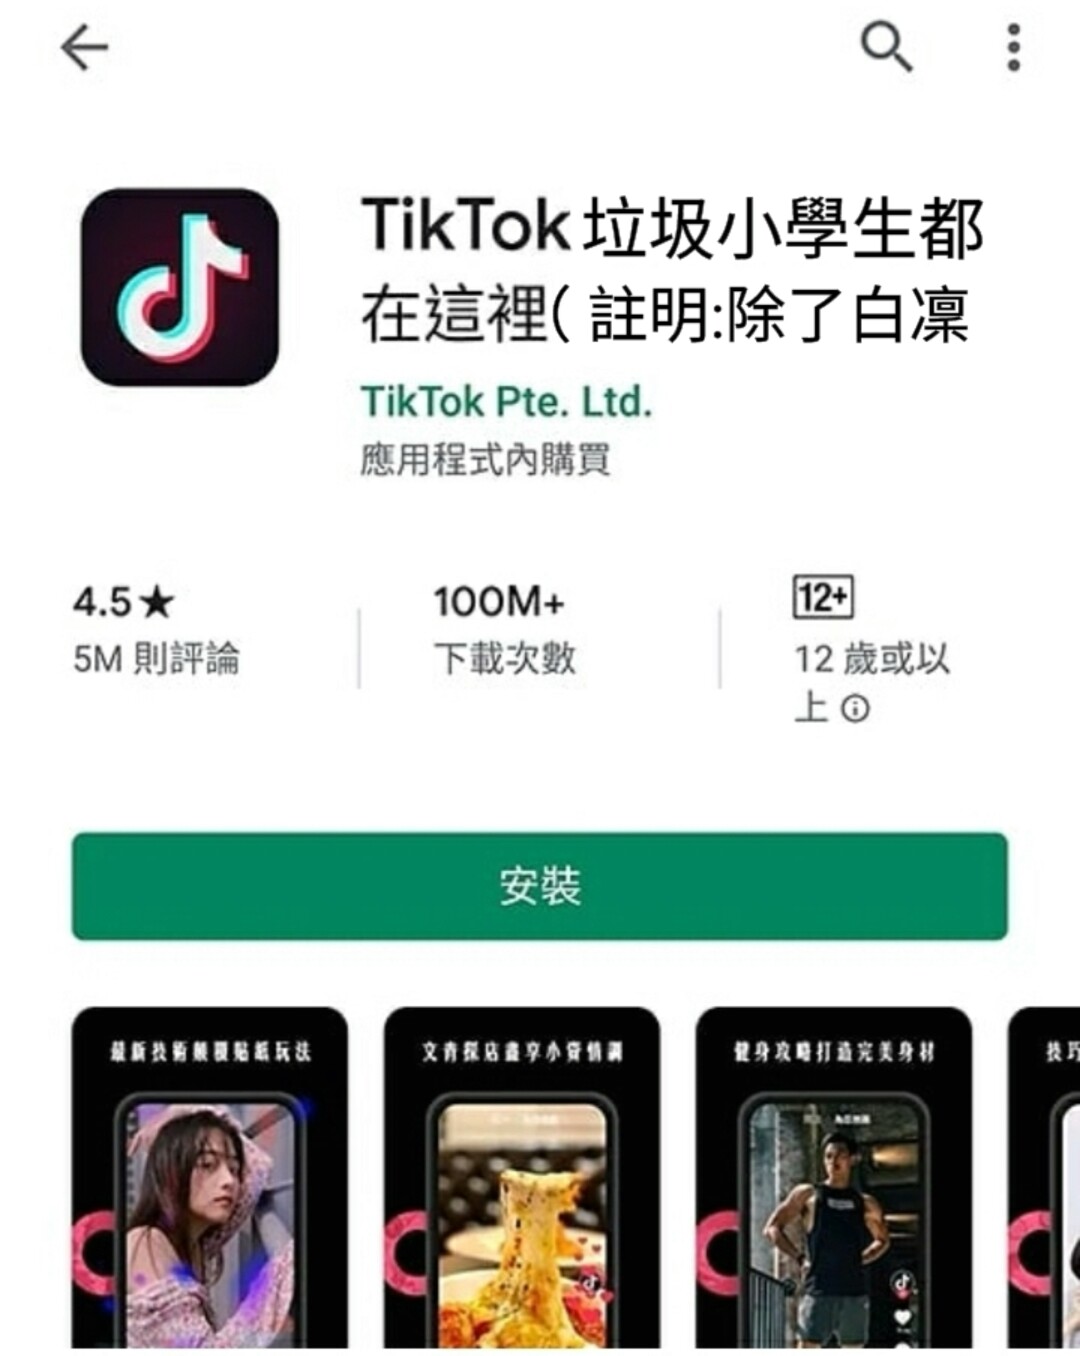 TikTok 垃圾小學生都
在這裡( 註明:除了白凜
TikTok Pte. Ltd.
應用程式內購買
4.5★
5M 則評論
100M+
下載次數
12+
12 歲或以
上
安裝
最新技術顛覆貼紙玩法
文青探店盡享小資情調
健身攻略打造完美身材
技巧